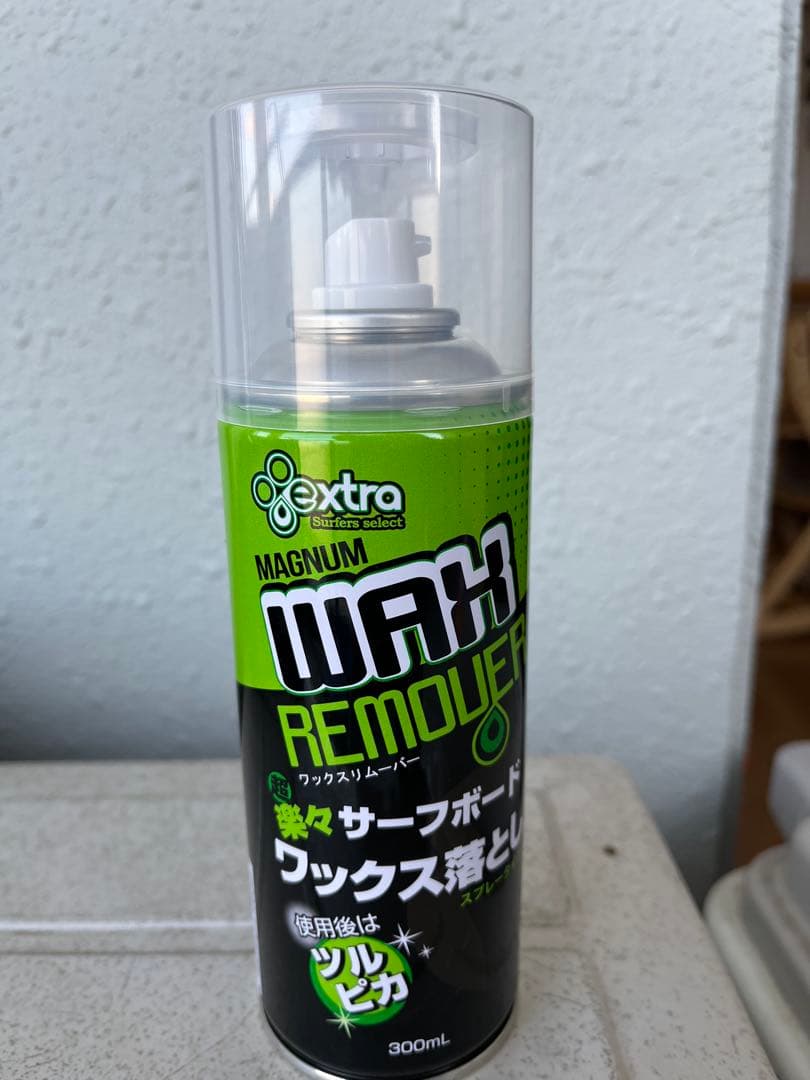 extra
Surfers select
MAGNUM
WAX
REMOVER
ワックスリムーバー
超
楽々サーフボード
ワックス落とし
スプレー
使用後は
ツル
ピカ
300mL